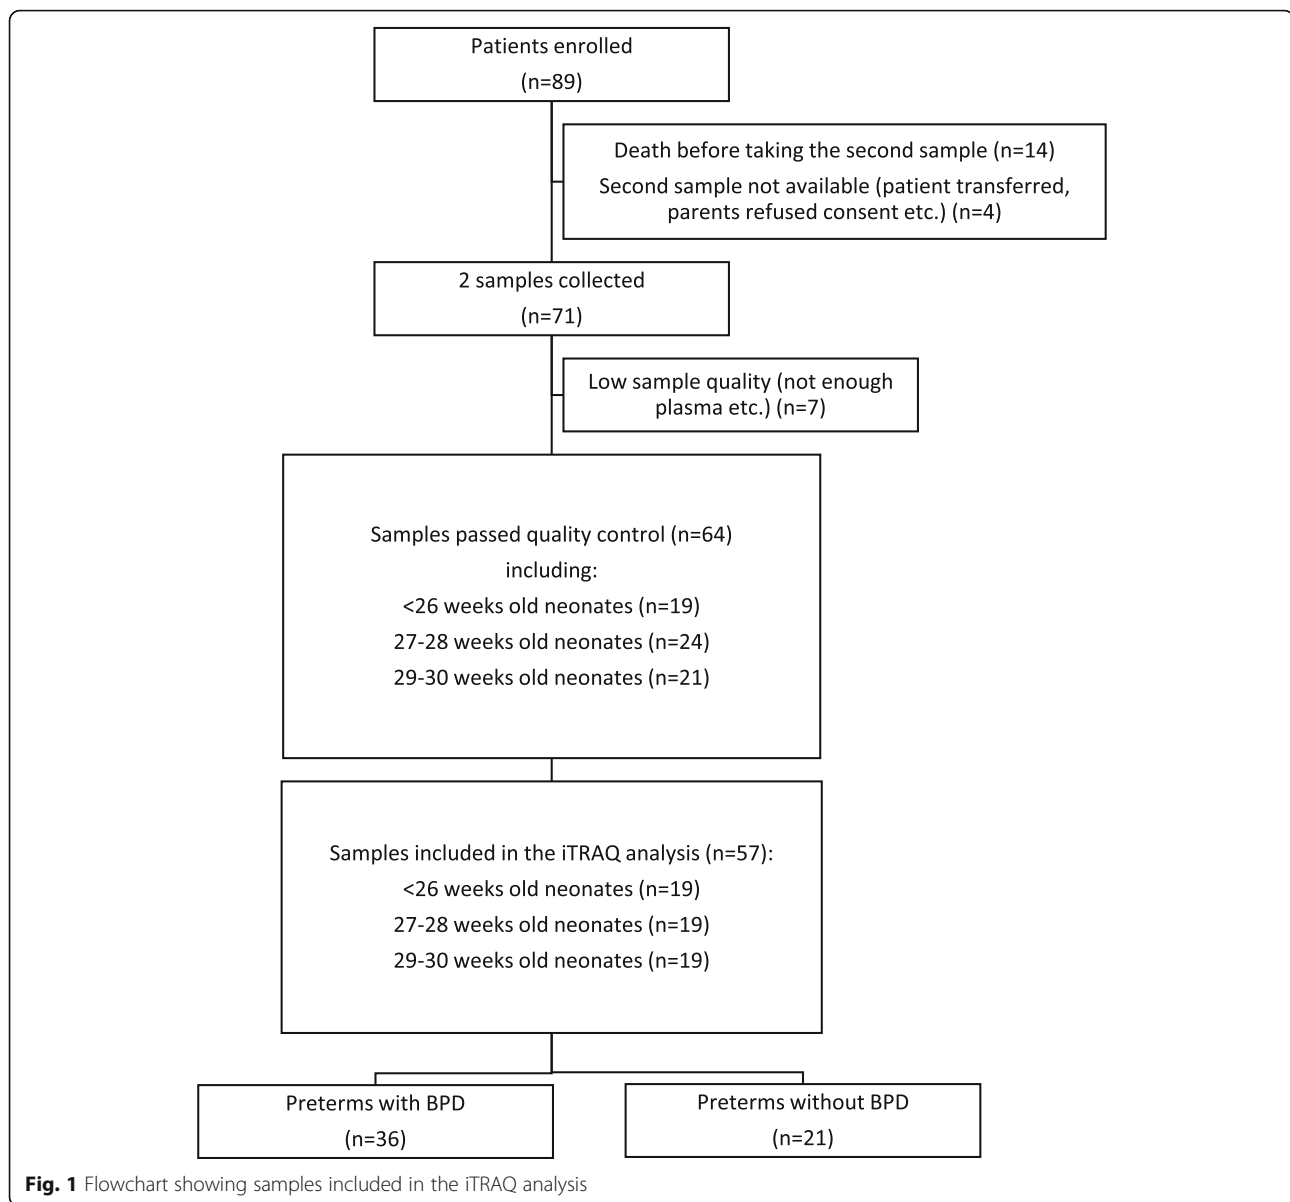 Patients enrolled
(n=89)
Death before taking the second sample (n=14)
Second sample not available (patient transferred,
parents refused consent etc.) (n=4)
2 samples collected
(n=71)
Low sample quality (not enough
plasma etc.) (n=7)
Samples passed quality control (n=64)
including:
<26 weeks old neonates (n=19)
27-28 weeks old neonates (n=24)
29-30 weeks old neonates (n=21)
Samples included in the iTRAQ analysis (n=57):
<26 weeks old neonates (n=19)
27-28 weeks old neonates (n=19)
29-30 weeks old neonates (n=19)
Preterms with BPD
(n=36)
Preterms without BPD
(n=21)
Fig. 1 Flowchart showing samples included in the iTRAQ analysis